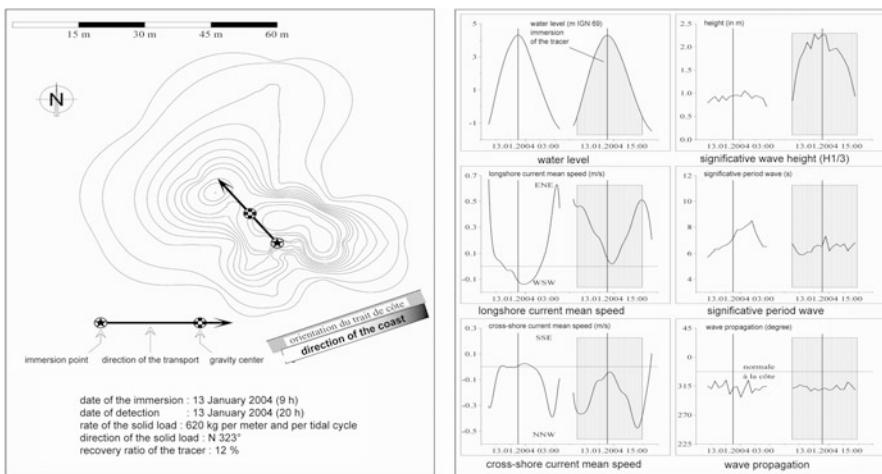 15 m 30 m 45 m 60 m
N
orientation du trait de côte
direction of the coast
immersion point direction of the transport gravity center
date of the immersion : 13 January 2004 (9 h)
date of detection : 13 January 2004 (20 h)
rate of the solid load : 620 kg per meter and per tidal cycle
direction of the solid load : N 323°
recovery ratio of the tracer : 12 %
water level (m IGN 69)
immersion
of the tracer
5
3
1
-1
13.01.2004 03:00 13.01.2004 15:00
water level
height (in m)
2.5
2.0
1.5
1.0
0.5
0.0
13.01.2004 03:00 13.01.2004 15:00
significative wave height (H1/3)
longshore current mean speed (m/s)
0.7
0.5
0.3
0.1
-0.1
ENE
WSW
13.01.2004 03:00 13.01.2004 15:00
longshore current mean speed
significative period wave (s)
12
10
8
6
4
13.01.2004 03:00 13.01.2004 15:00
significative period wave
cross-shore current mean speed (m/s)
0.3
0.1
-0.1
-0.3
-0.5
SSE
NNW
13.01.2004 03:00 13.01.2004 15:00
cross-shore current mean speed
wave propagation (degree)
45
0
315
270
225
normale
à la côte
13.01.2004 03:00 13.01.2004 15:00
wave propagation